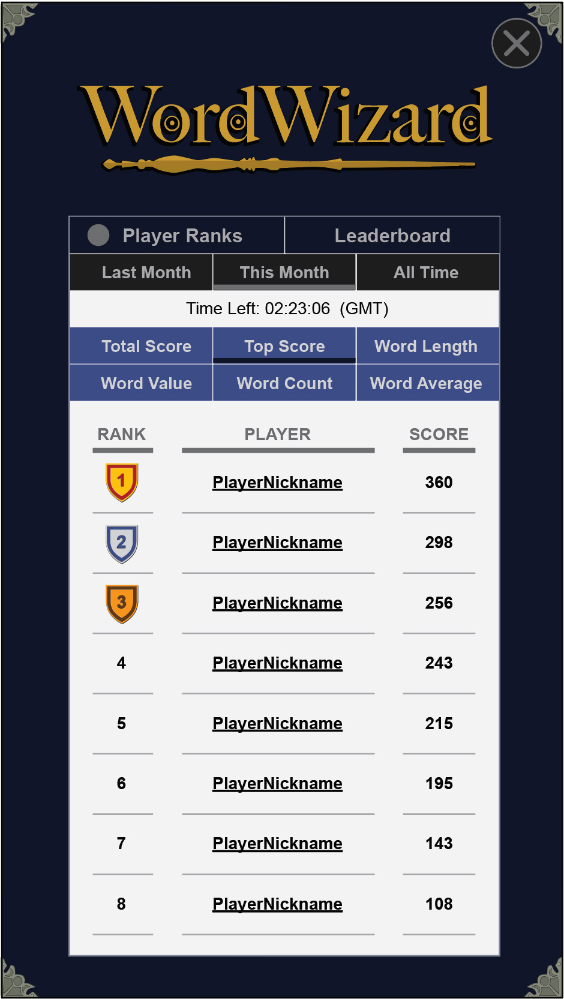 WordWizard
Player Ranks Leaderboard
Last Month This Month All Time
Time Left: 02:23:06 (GMT)
Total Score Top Score Word Length
Word Value Word Count Word Average
RANK PLAYER SCORE
1 PlayerNickname 360
2 PlayerNickname 298
3 PlayerNickname 256
4 PlayerNickname 243
5 PlayerNickname 215
6 PlayerNickname 195
7 PlayerNickname 143
8 PlayerNickname 108